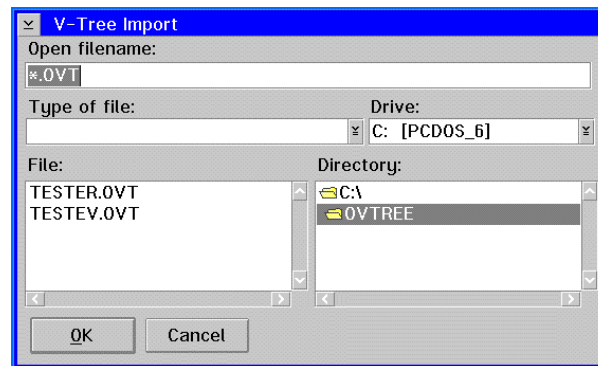 V-Tree Import
Open filename:
*.OVT
Type of file:
Drive:
C: [PCDOS_6]
File:
Directory:
TESTER.OVT
TESTEV.OVT
C:\
OVTREE
OK
Cancel